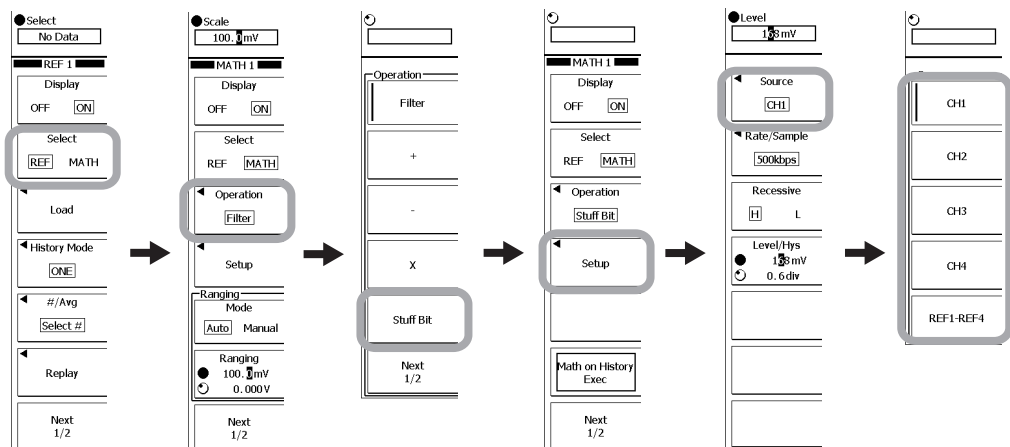 Select
No Data
REF 1
Display
OFF ON
Select
REF MATH
Load
History Mode
ONE
#/Avg
Select #
Replay
Next
1/2
Scale
100.0mV
MATH 1
Display
OFF ON
Select
REF MATH
Operation
Filter
Setup
Ranging
Mode
Auto Manual
Ranging
100.0mV
0.000V
Next
1/2
Operation
Filter
+
-
X
Stuff Bit
Next
1/2
MATH 1
Display
OFF ON
Select
REF MATH
Operation
Stuff Bit
Setup
Math on History
Exec
Next
1/2
Level
168mV
Source
CH1
Rate/Sample
500kbps
Recessive
H L
Level/Hys
168mV
0.6div
CH1
CH2
CH3
CH4
REF1-REF4